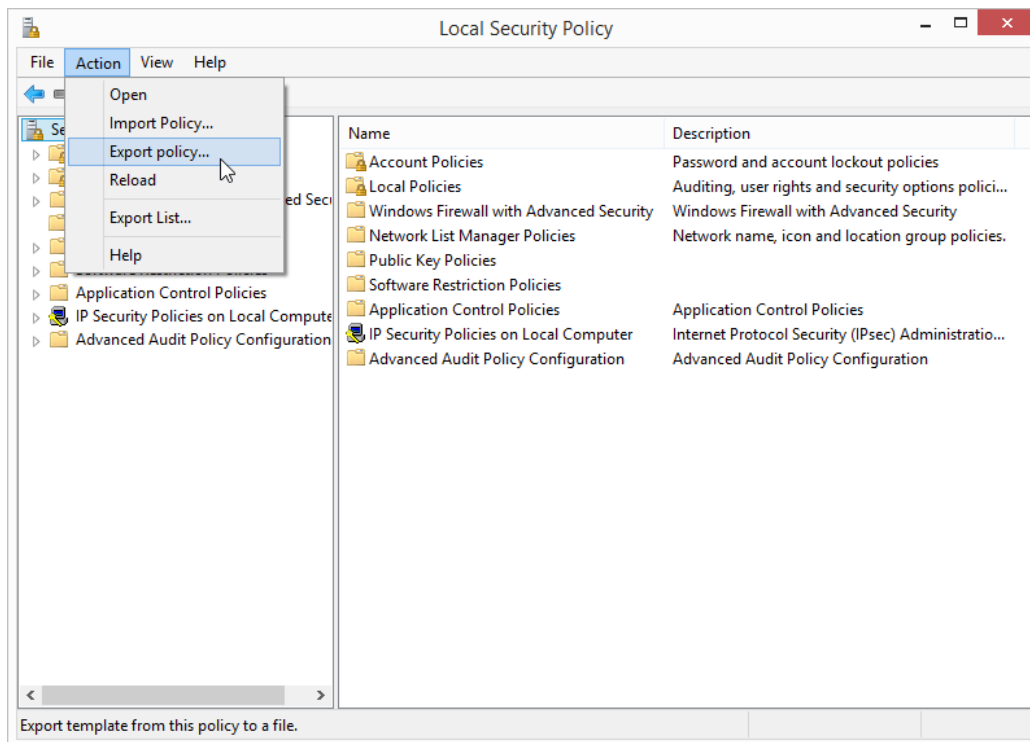 Local Security Policy
File Action View Help
Open
Import Policy...
Export policy...
Reload
Export List...
Help
Se
ed Secu
Application Control Policies
IP Security Policies on Local Compute
Advanced Audit Policy Configuration
Name Description
Account Policies Password and account lockout policies
Local Policies Auditing, user rights and security options polici...
Windows Firewall with Advanced Security Windows Firewall with Advanced Security
Network List Manager Policies Network name, icon and location group policies.
Public Key Policies
Software Restriction Policies
Application Control Policies Application Control Policies
IP Security Policies on Local Computer Internet Protocol Security (IPsec) Administratio...
Advanced Audit Policy Configuration Advanced Audit Policy Configuration
Export template from this policy to a file.